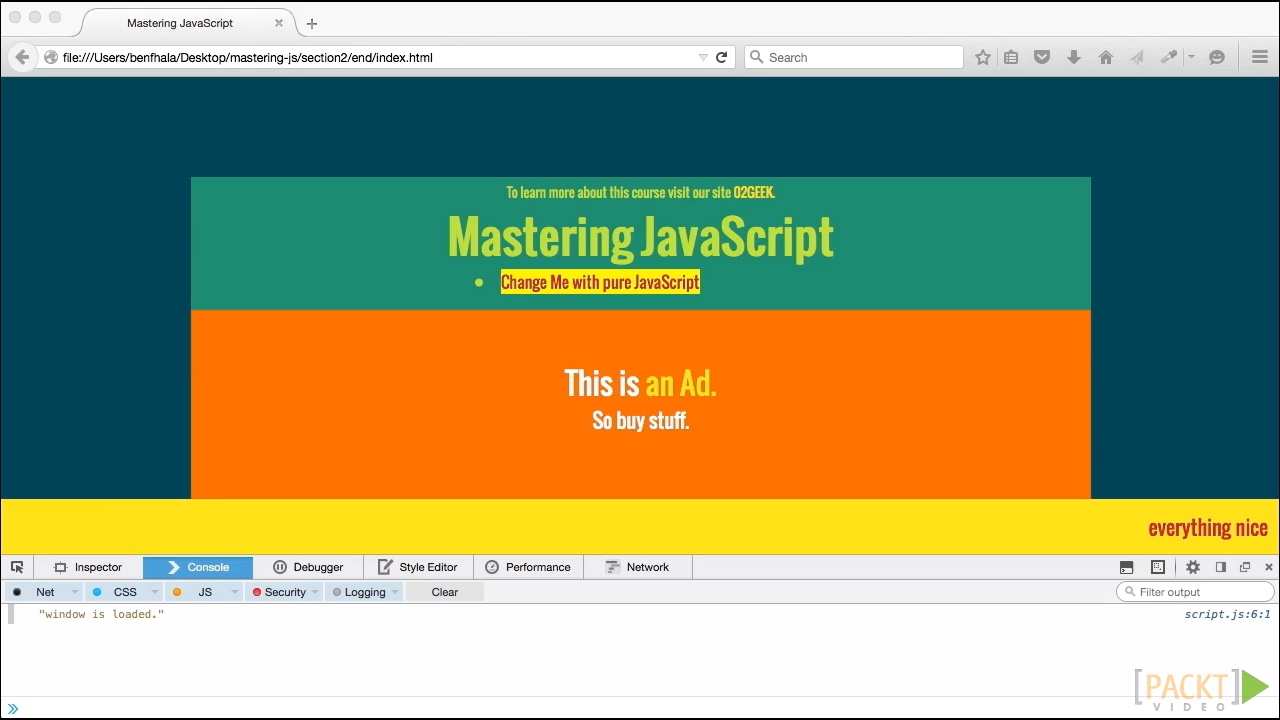 Mastering JavaScript
file:///Users/benfhala/Desktop/mastering-js/section2/end/index.html
Search
To learn more about this course visit our site 02GEEK.
Mastering JavaScript
Change Me with pure JavaScript
This is an Ad.
So buy stuff.
everything nice
Inspector Console Debugger Style Editor Performance Network
Net CSS JS Security Logging Clear Filter output
"window is loaded." script.js:6:1
[PACKT]
VIDEO